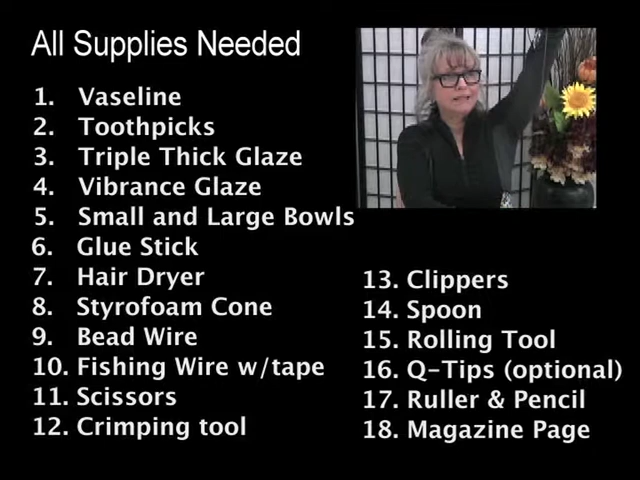 All Supplies Needed
1. Vaseline
2. Toothpicks
3. Triple Thick Glaze
4. Vibrance Glaze
5. Small and Large Bowls
6. Glue Stick
7. Hair Dryer
8. Styrofoam Cone
9. Bead Wire
10. Fishing Wire w/tape
11. Scissors
12. Crimping tool
13. Clippers
14. Spoon
15. Rolling Tool
16. Q-Tips (optional)
17. Ruller & Pencil
18. Magazine Page